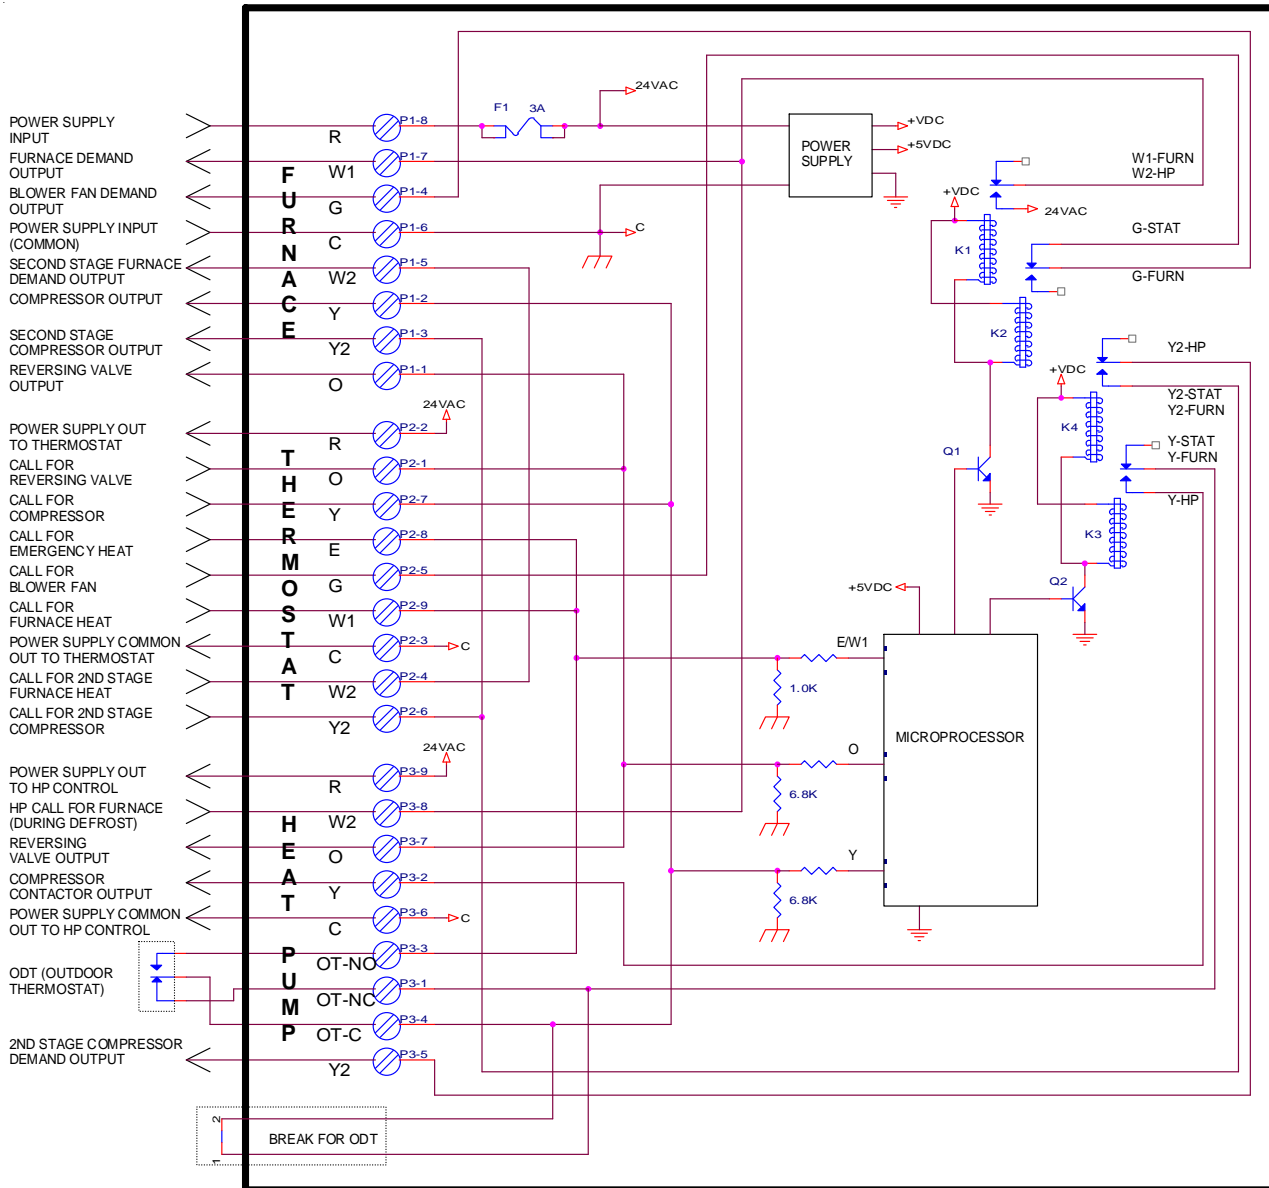 POWER SUPPLY
INPUT
FURNACE DEMAND
OUTPUT
BLOWER FAN DEMAND
OUTPUT
POWER SUPPLY INPUT
(COMMON)
SECOND STAGE FURNACE
DEMAND OUTPUT
COMPRESSOR OUTPUT
SECOND STAGE
COMPRESSOR OUTPUT
REVERSING VALVE
OUTPUT
FURNACE
R P1-8
W1 P1-7
G P1-4
C P1-6
W2 P1-5
Y P1-2
Y2 P1-3
O P1-1
F1 3A
24VAC
C
POWER
SUPPLY
+VDC
+5VDC
POWER SUPPLY OUT
TO THERMOSTAT
CALL FOR
REVERSING VALVE
CALL FOR
COMPRESSOR
CALL FOR
EMERGENCY HEAT
CALL FOR
BLOWER FAN
CALL FOR
FURNACE HEAT
POWER SUPPLY COMMON
OUT TO THERMOSTAT
CALL FOR 2ND STAGE
FURNACE HEAT
CALL FOR 2ND STAGE
COMPRESSOR
THERMOSTAT
24VAC
R P2-2
O P2-1
Y P2-7
E P2-8
G P2-5
W1 P2-9
C P2-3 C
W2 P2-4
Y2 P2-6
POWER SUPPLY OUT
TO HP CONTROL
HP CALL FOR FURNACE
(DURING DEFROST)
REVERSING
VALVE OUTPUT
COMPRESSOR
CONTACTOR OUTPUT
POWER SUPPLY COMMON
OUT TO HP CONTROL
ODT (OUTDOOR
THERMOSTAT)
2ND STAGE COMPRESSOR
DEMAND OUTPUT
HEAT PUMP
24VAC
R P3-9
W2 P3-8
O P3-7
Y P3-2
C P3-6 C
OT-NO P3-3
OT-NC P3-1
OT-C P3-4
Y2 P3-5
2
1
BREAK FOR ODT
W1-FURN
W2-HP
+VDC
24VAC
K1
G-STAT
G-FURN
K2
Y2-HP
+VDC
Y2-STAT
Y2-FURN
K4
Y-STAT
Y-FURN
Y-HP
K3
Q1
Q2
+5VDC
E/W1
1.0K
MICROPROCESSOR
O
6.8K
Y
6.8K